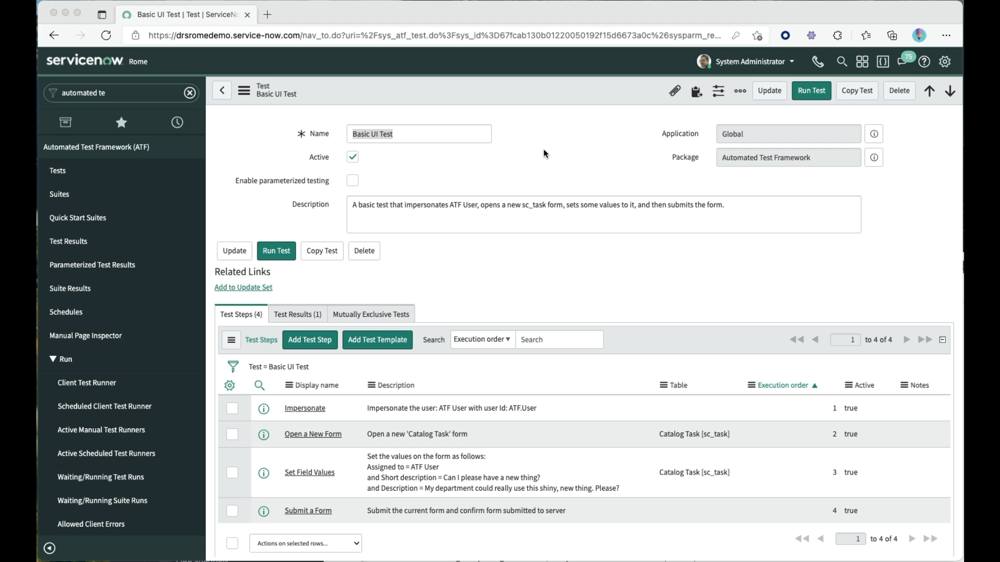 Basic UI Test | Test | ServiceNo
https://drsromedemo.service-now.com/nav_to.do?uri=%2Fsys_atf_test.do%3Fsys_id%3D67fcab130b01220050192f15d6673a0c%26sysparm_re...
servicenow Rome
System Administrator
75
automated te
Test
Basic UI Test
Update
Run Test
Copy Test
Delete
Automated Test Framework (ATF)
Tests
Suites
Quick Start Suites
Test Results
Parameterized Test Results
Suite Results
Schedules
Manual Page Inspector
Run
Client Test Runner
Scheduled Client Test Runner
Active Manual Test Runners
Active Scheduled Test Runners
Waiting/Running Test Runs
Waiting/Running Suite Runs
Allowed Client Errors
Name
Basic UI Test
Application
Global
Active
Package
Automated Test Framework
Enable parameterized testing
Description
A basic test that impersonates ATF User, opens a new sc_task form, sets some values to it, and then submits the form.
Update
Run Test
Copy Test
Delete
Related Links
Add to Update Set
Test Steps (4)
Test Results (1)
Mutually Exclusive Tests
Test Steps
Add Test Step
Add Test Template
Search
Execution order
Search
1 to 4 of 4
Test = Basic UI Test
Display name
Description
Table
Execution order
Active
Notes
Impersonate
Impersonate the user: ATF User with user Id: ATF.User
1
true
Open a New Form
Open a new 'Catalog Task' form
Catalog Task [sc_task]
2
true
Set Field Values
Set the values on the form as follows:
Assigned to = ATF User
and Short description = Can I please have a new thing?
and Description = My department could really use this shiny, new thing. Please?
Catalog Task [sc_task]
3
true
Submit a Form
Submit the current form and confirm form submitted to server
4
true
Actions on selected rows...
1 to 4 of 4